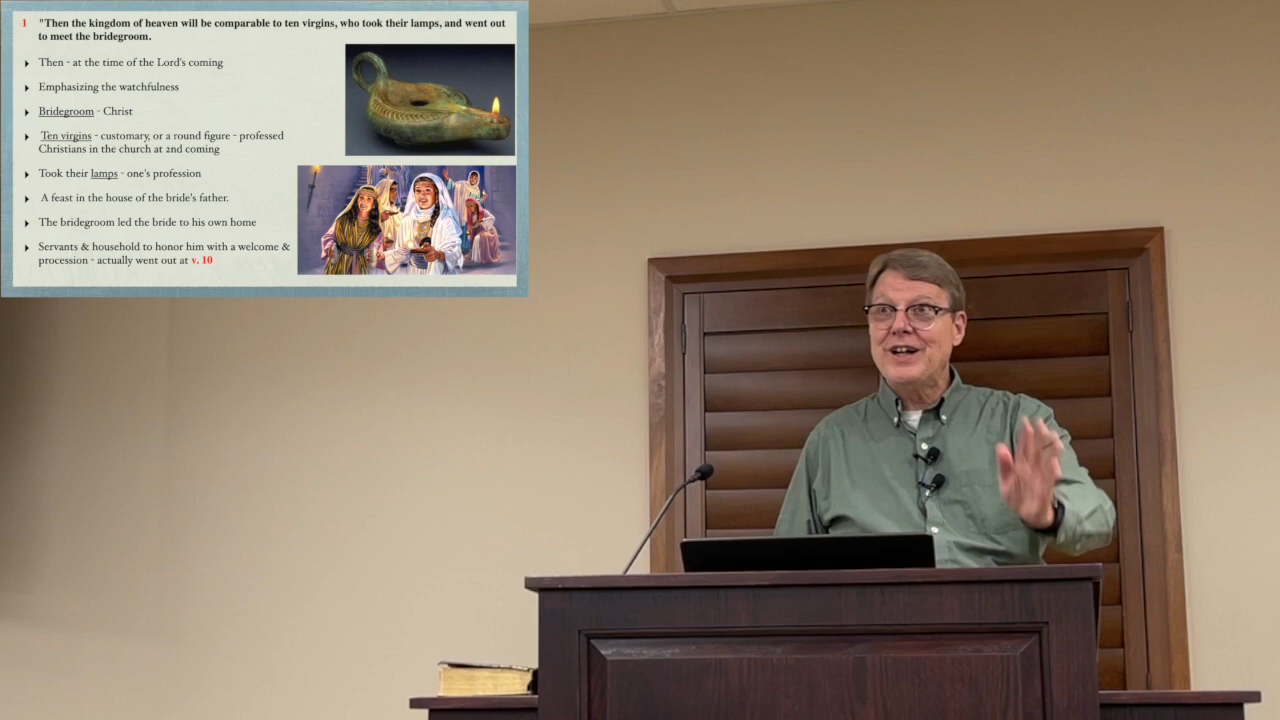 1 "Then the kingdom of heaven will be comparable to ten virgins, who took their lamps, and went out
to meet the bridegroom.
Then - at the time of the Lord's coming
Emphasizing the watchfulness
Bridegroom - Christ
Ten virgins - customary, or a round figure - professed
Christians in the church at 2nd coming
Took their lamps - one's profession
A feast in the house of the bride's father.
The bridegroom led the bride to his own home
Servants & household to honor him with a welcome &
procession - actually went out at v. 10